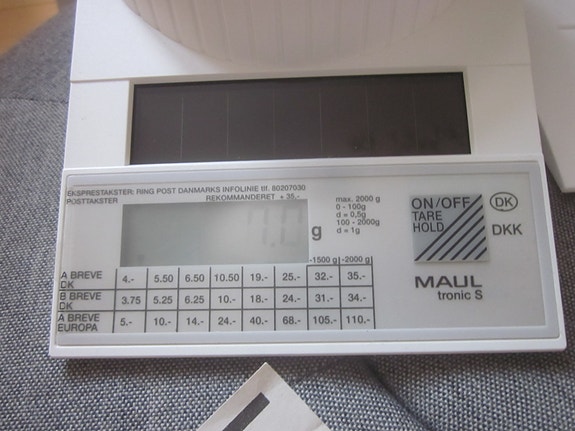 EKSPRESTAKSTER: RING POST DANMARKS INFOLINIE tlf. 80207030
POSTTAKSTER REKOMMANDERET + 35,-
max. 2000 g
0 - 100g
d = 0,5g
100 - 2000g
d = 1g
7.0 g
-1500 g -2000 g
A BREVE DK 4.- 5.50 6.50 10.50 19.- 25.- 32.- 35.-
B BREVE DK 3.75 5.25 6.25 10.- 18.- 24.- 31.- 34.-
A BREVE EUROPA 5.- 10.- 14.- 24.- 40.- 68.- 105.- 110.-
ON/OFF
TARE
HOLD
DK
DKK
MAUL
tronic S